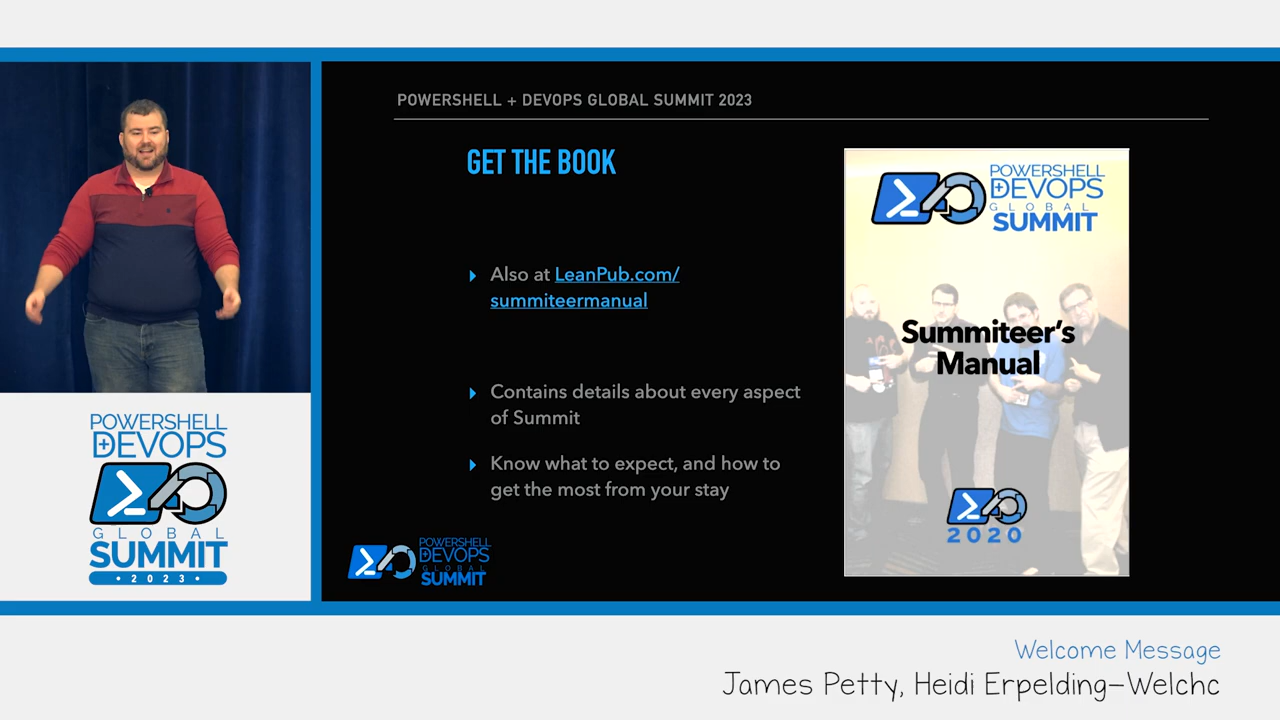 POWERSHELL + DEVOPS GLOBAL SUMMIT 2023
GET THE BOOK
Also at LeanPub.com/
summiteermanual
Contains details about every aspect
of Summit
Know what to expect, and how to
get the most from your stay
POWERSHELL
+DEVOPS
GLOBAL
SUMMIT
POWERSHELL
+DEVOPS
GLOBAL
SUMMIT
Summiteer's
Manual
2020
POWERSHELL
+DEVOPS
GLOBAL
SUMMIT
• 2023 •
Welcome Message
James Petty, Heidi Erpelding-Welchc